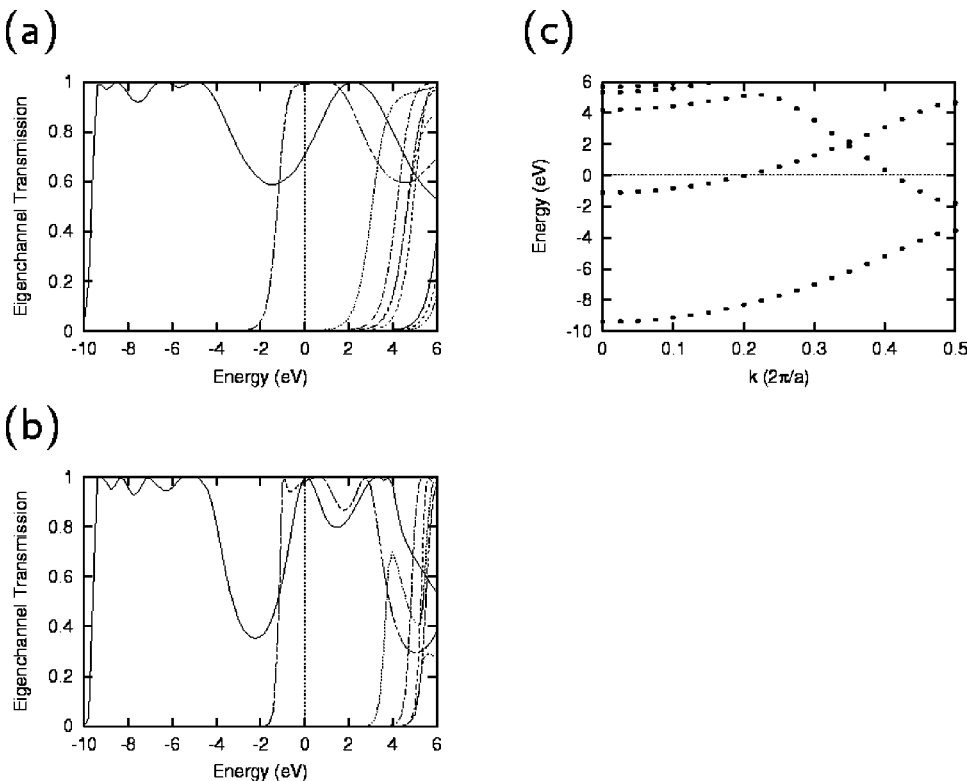 (a)
Eigenchannel Transmission
1
0.8
0.6
0.4
0.2
0
-10 -8 -6 -4 -2 0 2 4 6
Energy (eV)
(c)
Energy (eV)
6
4
2
0
-2
-4
-6
-8
-10
0 0.1 0.2 0.3 0.4 0.5
k (2π/a)
(b)
Eigenchannel Transmission
1
0.8
0.6
0.4
0.2
0
-10 -8 -6 -4 -2 0 2 4 6
Energy (eV)